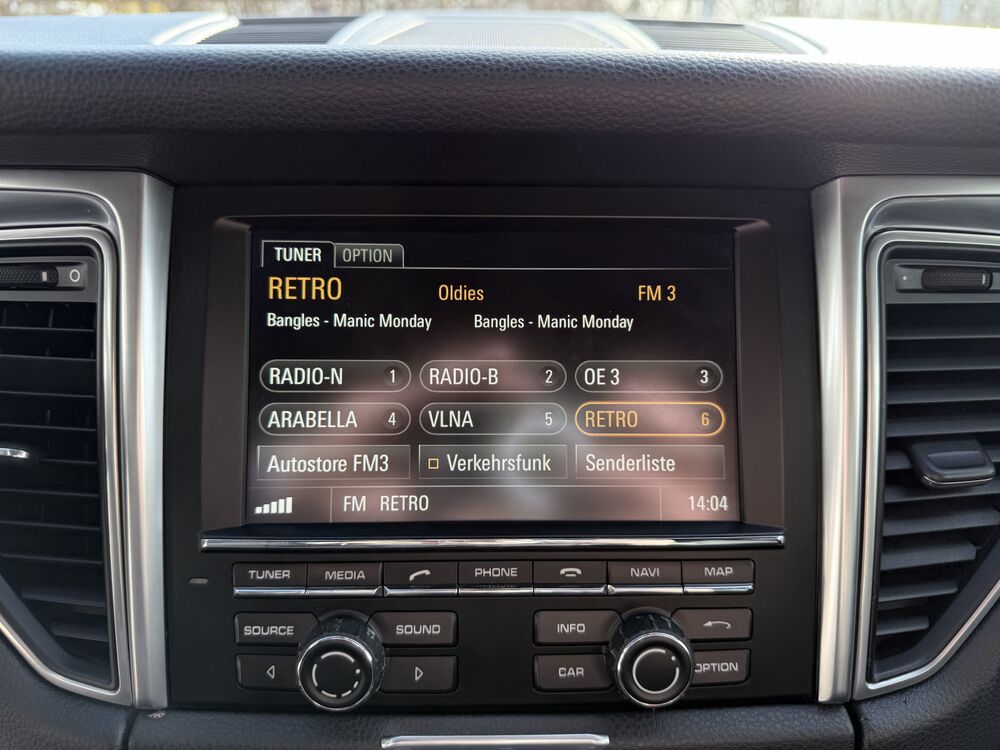 TUNER OPTION
RETRO Oldies FM 3
Bangles - Manic Monday Bangles - Manic Monday
RADIO-N 1 RADIO-B 2 OE 3 3
ARABELLA 4 VLNA 5 RETRO 6
Autostore FM3 Verkehrsfunk Senderliste
FM RETRO 14:04
TUNER MEDIA PHONE NAVI MAP
SOURCE SOUND INFO
CAR OPTION